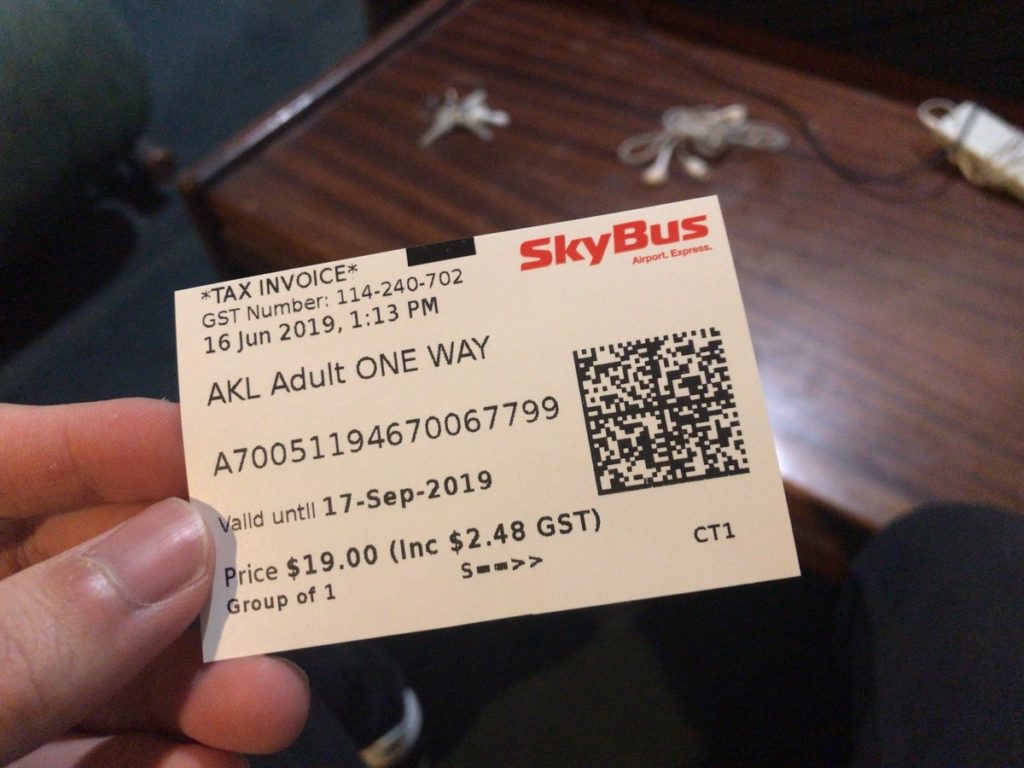 SkyBus
Airport. Express.
*TAX INVOICE*
GST Number: 114-240-702
16 Jun 2019, 1:13 PM
AKL Adult ONE WAY
A70051194670067799
Valid until 17-Sep-2019
Price $19.00 (Inc $2.48 GST)
CT1
S==>>
Group of 1